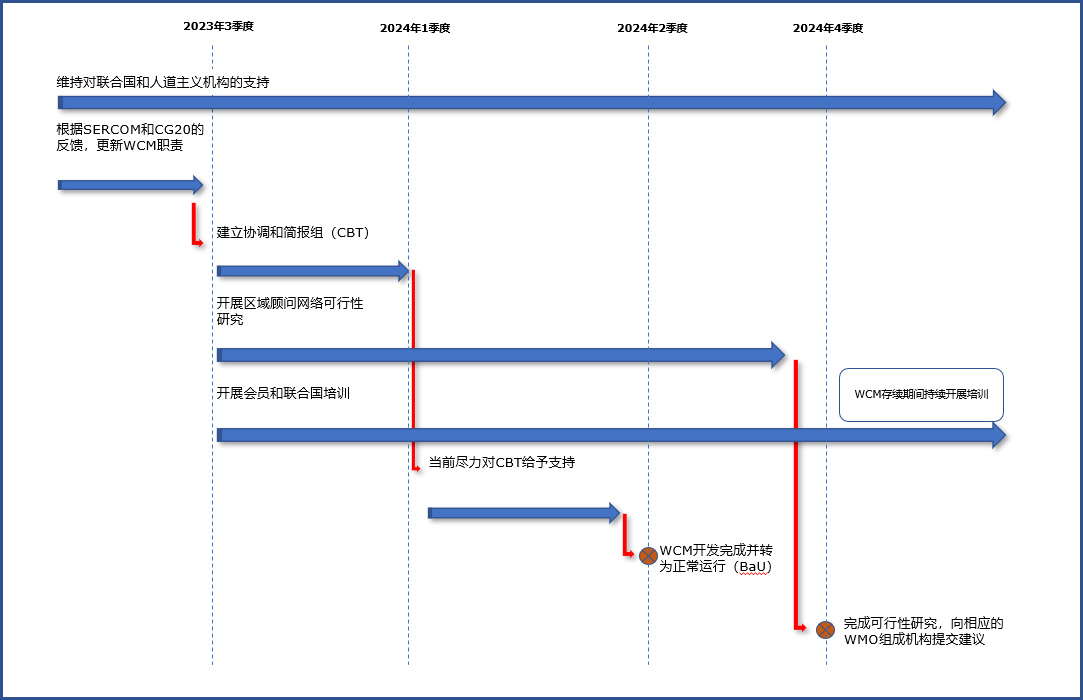 2023年3季度
2024年1季度
2024年2季度
2024年4季度
维持对联合国和人道主义机构的支持
根据SERCOM和CG20的
反馈，更新WCM职责
建立协调和简报组（CBT）
开展区域顾问网络可行性
研究
开展会员和联合国培训
WCM存续期间持续开展培训
当前尽力对CBT给予支持
WCM开发完成并转
为正常运行（BaU）
完成可行性研究，向相应的
WMO组成机构提交建议